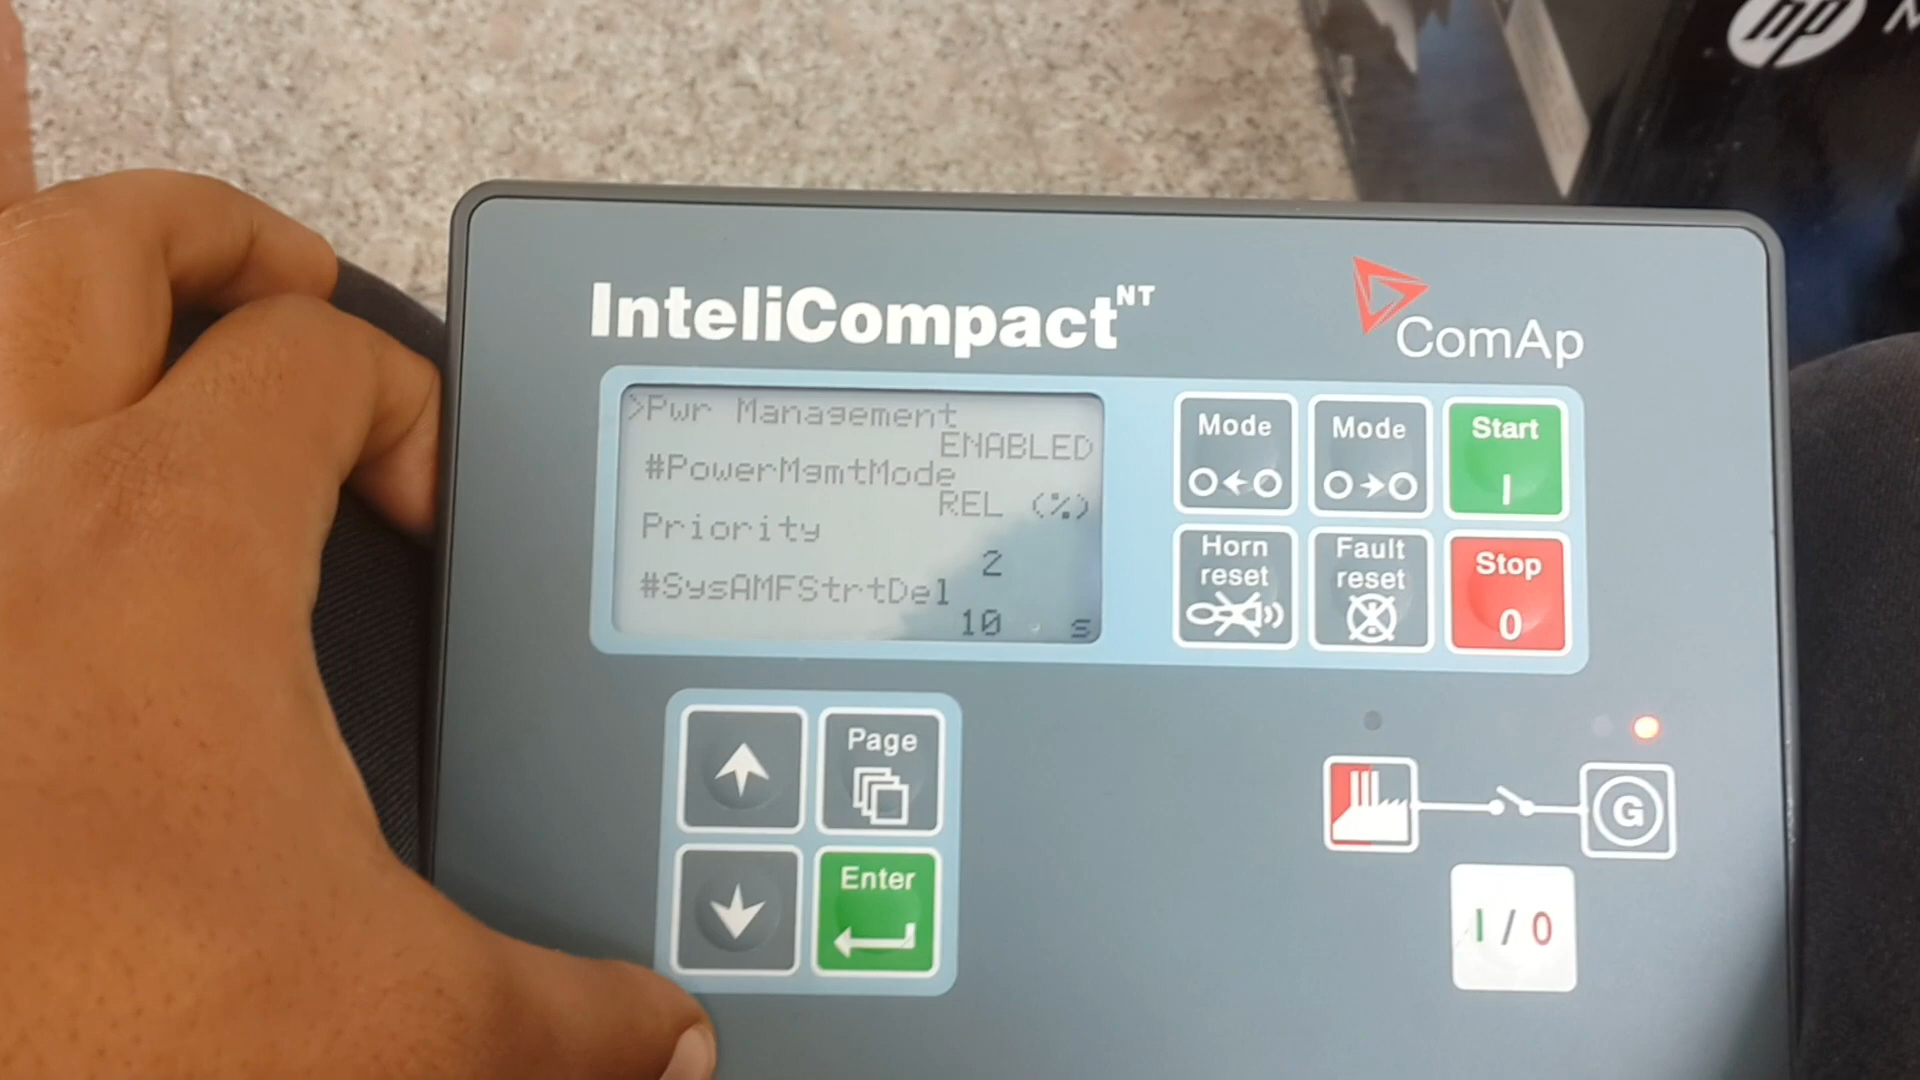 hp M
InteliCompact NT
ComAp
>Pwr Management
ENABLED
#PowerMgmtMode
REL (%)
Priority
2
#SysAMFStrtDel
10 s
Mode
Mode
Start
I
Horn
reset
Fault
reset
Stop
0
Page
Enter
G
I / 0